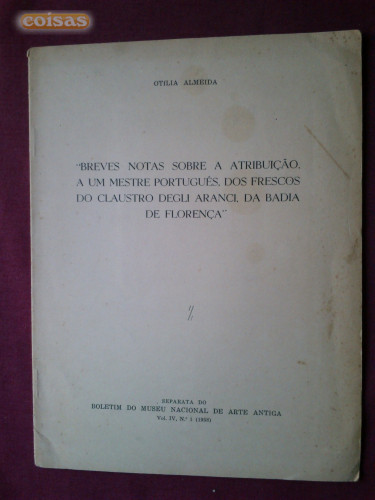 coisas
OTILIA ALMEIDA
"BREVES NOTAS SOBRE A ATRIBUIÇÃO,
A UM MESTRE PORTUGUÊS, DOS FRESCOS
DO CLAUSTRO DEGLI ARANCI, DA BADIA
DE FLORENÇA"
SEPARATA DO
BOLETIM DO MUSEU NACIONAL DE ARTE ANTIGA
Vol. IV, N.º 1